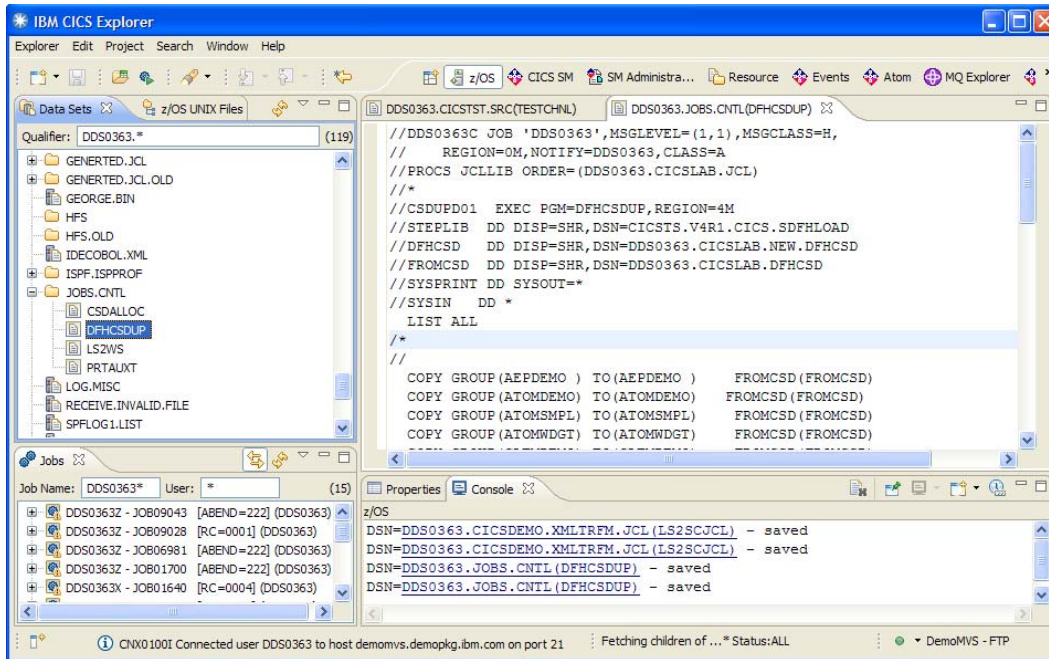 IBM CICS Explorer
Explorer Edit Project Search Window Help
z/OS CICS SM SM Administra... Resource Events Atom MQ Explorer
Data Sets z/OS UNIX Files
Qualifier: DDS0363.* (119)
GENERTED.JCL
GENERTED.JCL.OLD
GEORGE.BIN
HFS
HFS.OLD
IDECOBOL.XML
ISPF.ISPPROF
JOBS.CNTL
CSDALLOC
DFHCSDUP
LS2WS
PRTAUXT
LOG.MISC
RECEIVE.INVALID.FILE
SPFLOG1.LIST
DDS0363.CICSTST.SRC(TESTCHNL) DDS0363.JOBS.CNTL(DFHCSDUP)
//DDS0363C JOB 'DDS0363',MSGLEVEL=(1,1),MSGCLASS=H,
// REGION=0M,NOTIFY=DDS0363,CLASS=A
//PROCS JCLLIB ORDER=(DDS0363.CICSLAB.JCL)
//*
//CSDUPD01 EXEC PGM=DFHCSDUP,REGION=4M
//STEPLIB DD DISP=SHR,DSN=CICSTS.V4R1.CICS.SDFHLOAD
//DFHCSD DD DISP=SHR,DSN=DDS0363.CICSLAB.NEW.DFHCSD
//FROMCSD DD DISP=SHR,DSN=DDS0363.CICSLAB.DFHCSD
//SYSPRINT DD SYSOUT=*
//SYSIN DD *
LIST ALL
/*
//
COPY GROUP(AEPDEMO ) TO(AEPDEMO ) FROMCSD(FROMCSD)
COPY GROUP(ATOMDEMO) TO(ATOMDEMO) FROMCSD(FROMCSD)
COPY GROUP(ATOMSMPL) TO(ATOMSMPL) FROMCSD(FROMCSD)
COPY GROUP(ATOMWDGT) TO(ATOMWDGT) FROMCSD(FROMCSD)
Jobs
Job Name: DDS0363* User: * (15)
DDS0363Z - JOB09043 [ABEND=222] (DDS0363)
DDS0363Z - JOB09028 [RC=0001] (DDS0363)
DDS0363Z - JOB06981 [ABEND=222] (DDS0363)
DDS0363Z - JOB01700 [ABEND=222] (DDS0363)
DDS0363X - JOB01640 [RC=0004] (DDS0363)
Properties Console
z/OS
DSN=DDS0363.CICSDEMO.XMLTRFM.JCL(LS2SCJCL) - saved
DSN=DDS0363.CICSDEMO.XMLTRFM.JCL(LS2SCJCL) - saved
DSN=DDS0363.JOBS.CNTL(DFHCSDUP) - saved
DSN=DDS0363.JOBS.CNTL(DFHCSDUP) - saved
CNX0100I Connected user DDS0363 to host demomvs.demopkg.ibm.com on port 21 Fetching children of ...* Status:ALL DemoMVS - FTP